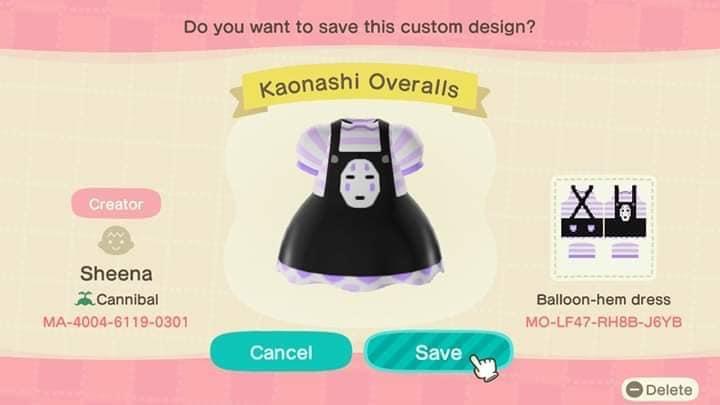 Do you want to save this custom design?
Kaonashi Overalls
Creator
Sheena
Cannibal
MA-4004-6119-0301
Balloon-hem dress
MO-LF47-RH8B-J6YB
Cancel
Save
Delete